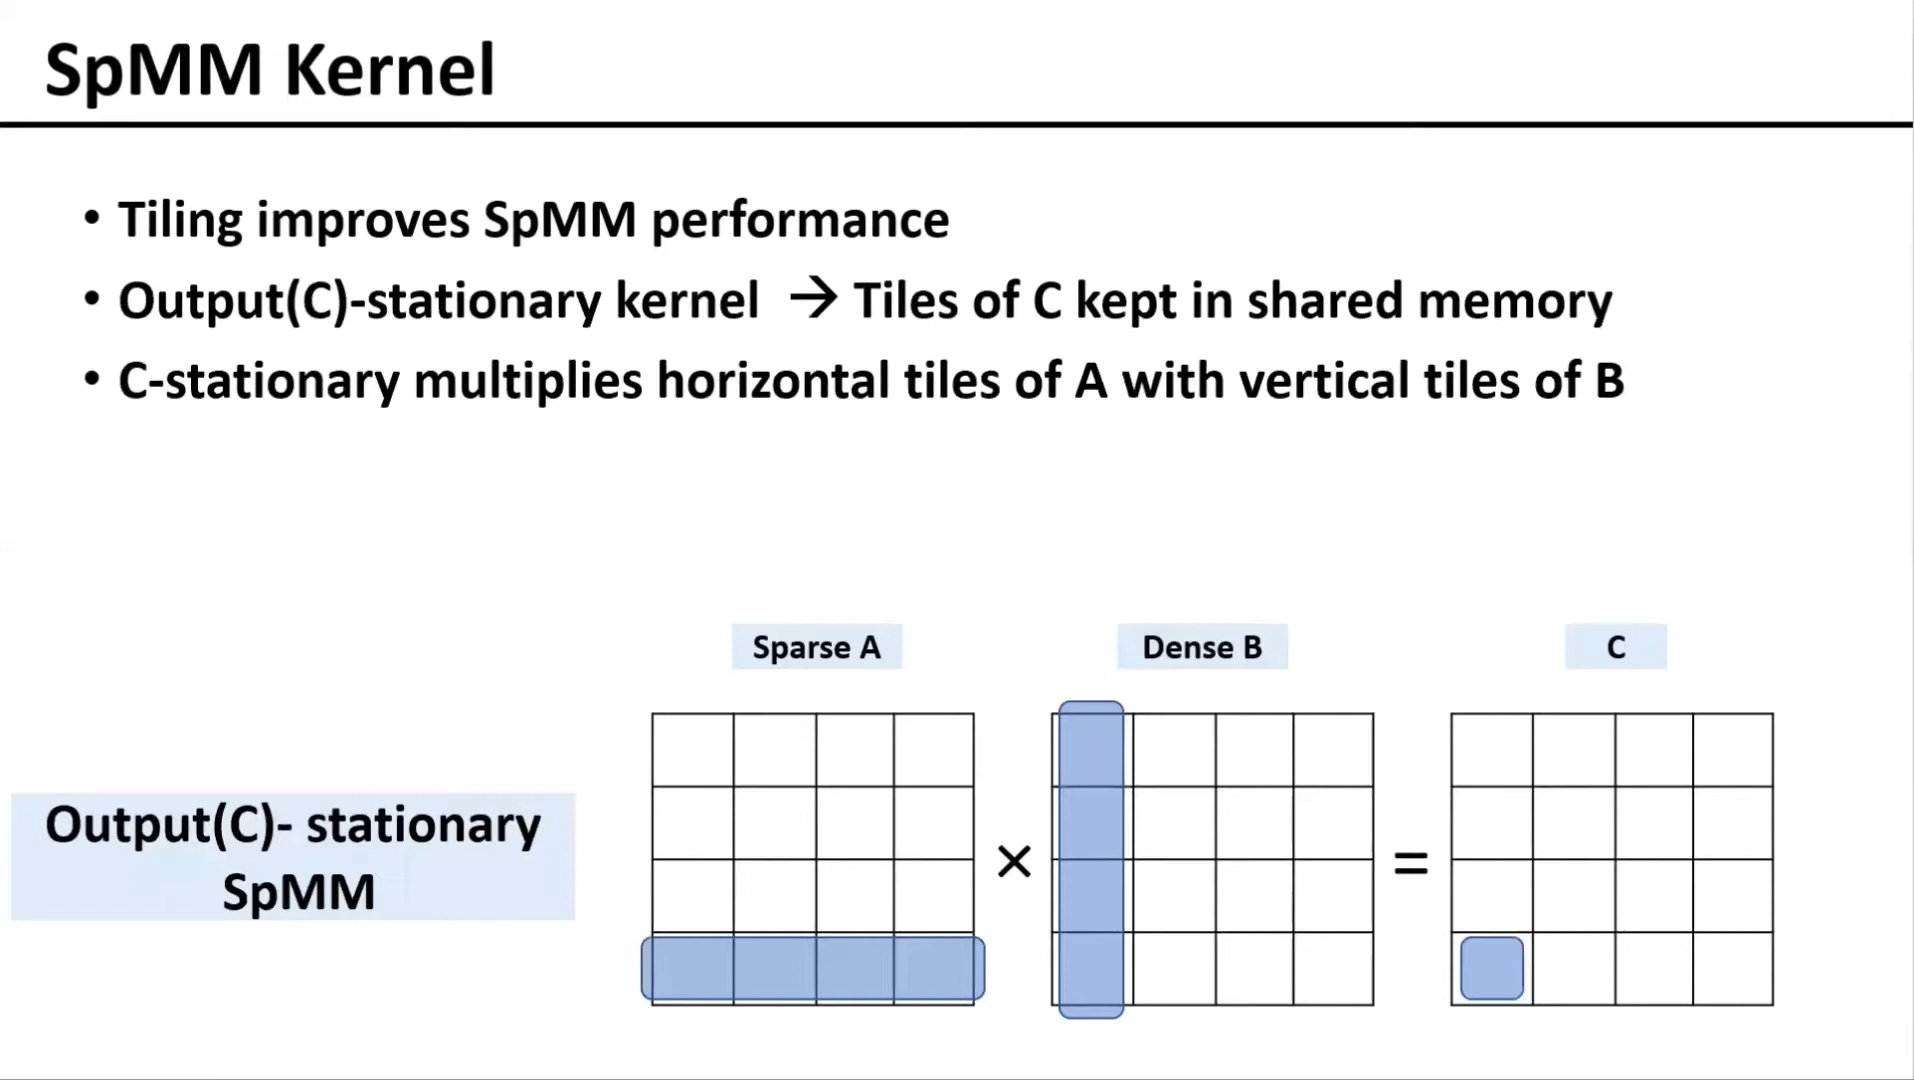 SpMM Kernel
• Tiling improves SpMM performance
• Output(C)-stationary kernel → Tiles of C kept in shared memory
• C-stationary multiplies horizontal tiles of A with vertical tiles of B
Sparse A
Dense B
C
Output(C)- stationary
SpMM
×
=